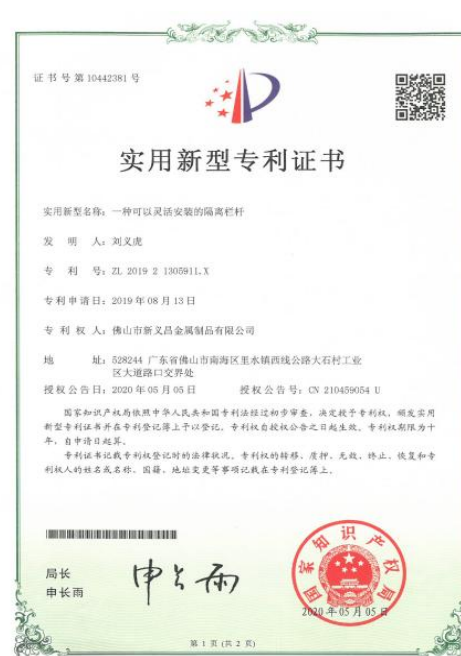 证书号第10442381号
实用新型专利证书
实用新型名称：一种可以灵活安装的隔离栏杆
发 明 人：刘义虎
专 利 号：ZL 2019 2 1305911.X
专利申请日：2019年08月13日
专 利 权 人：佛山市新义昌金属制品有限公司
地 址：528244 广东省佛山市南海区里水镇西线公路大石村工业
区大道路口交界处
授权公告日：2020年05月05日 授权公告号：CN 210459054 U
国家知识产权局依照中华人民共和国专利法经过初步审查，决定授予专利权，颁发实用
新型专利证书并在专利登记簿上予以登记。专利权自授权公告之日起生效。专利权期限为十
年，自申请日起算。
专利证书记载专利权登记时的法律状况。专利权的转移、质押、无效、终止、恢复和专
利权人的姓名或名称、国籍、地址变更等事项记载在专利登记簿上。
局长
申长雨
申长雨
国家知识产权局
2020年05月05日
第 1 页 (共 2 页)